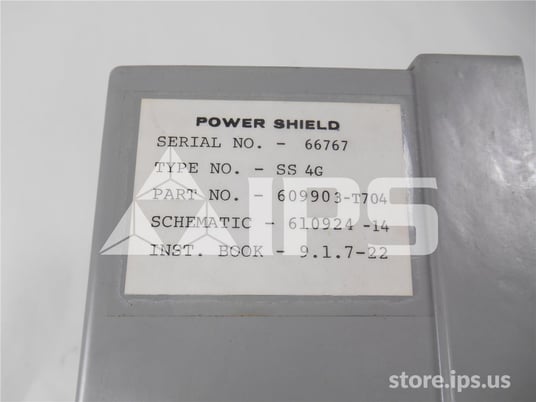 POWER SHIELD
SERIAL NO. - 66767
TYPE NO. - SS 4G
PART NO. - 609903-T704
SCHEMATIC - 610924 -14
INST. BOOK - 9.1.7-22
IPS
store.ips.us